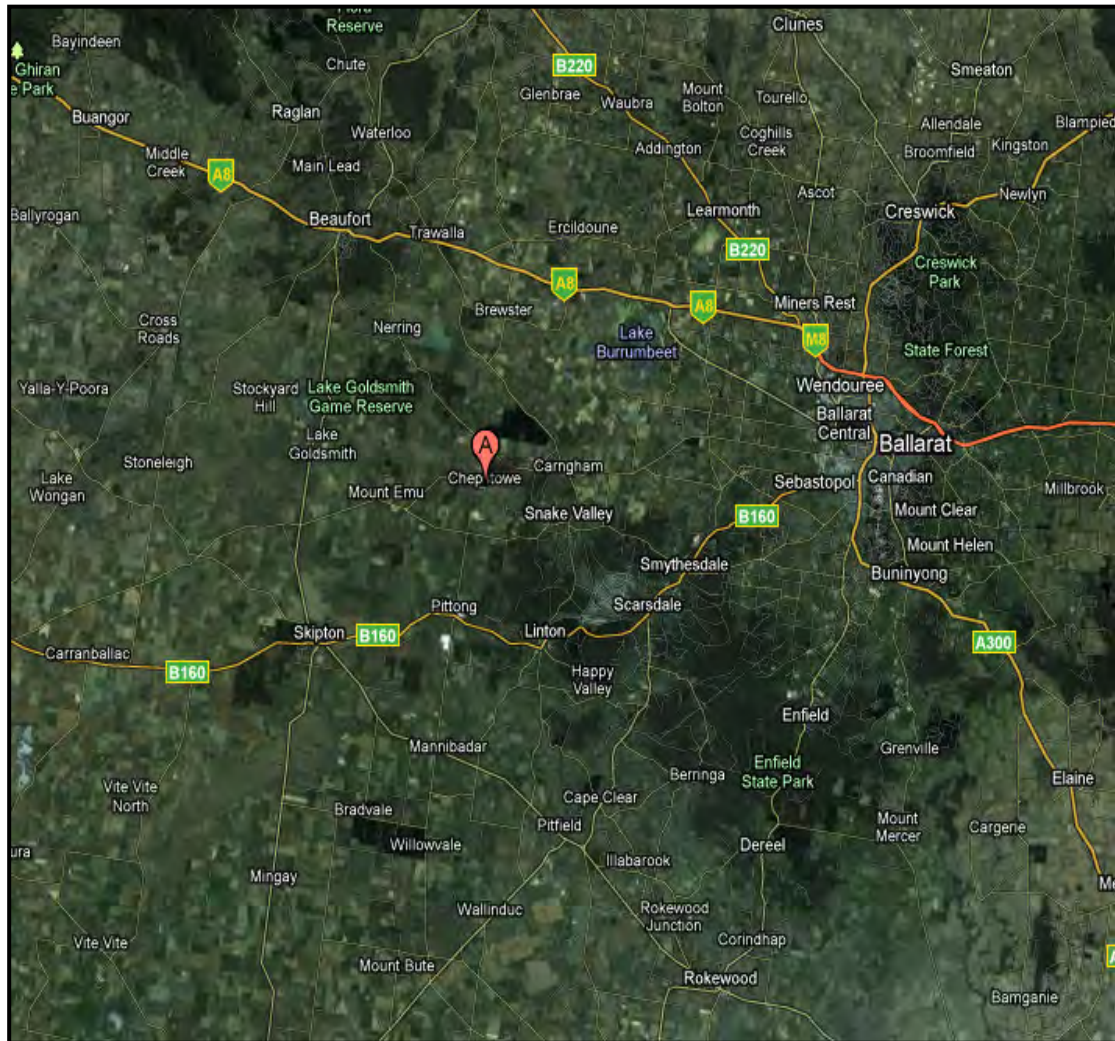 Flora
Reserve
Clunes
Bayindeen
Chute
B220
Smeaton
Ghiran
e Park
Glenbrae
Waubra
Mount
Bolton
Tourello
Raglan
Buangor
Waterloo
Allendale
Blampied
Coghills
Creek
Broomfield
Kingston
Middle
Creek
Main Lead
Addington
A8
Ascot
Newlyn
Ballyrogan
Beaufort
Learmonth
Creswick
Trawalla
Ercildoune
B220
Creswick
Park
A8
A8
Miners Rest
Brewster
Cross
Roads
Nerring
Lake
Burrumbeet
M8
State Forest
Yalla-Y-Poora
Stockyard
Hill
Lake Goldsmith
Game Reserve
Wendouree
Ballarat
Central
Ballarat
Lake
Goldsmith
A
Stoneleigh
Carngham
Lake
Wongan
Chepstowe
Sebastopol
Canadian
Mount Emu
Millbrook
Snake Valley
B160
Mount Clear
Mount Helen
Smythesdale
Buninyong
Pittong
Scarsdale
Skipton
B160
Linton
A300
Carranballac
B160
Happy
Valley
Enfield
Mannibadar
Grenville
Berringa
Enfield
State Park
Elaine
Vite Vite
North
Cape Clear
Bradvale
Pitfield
Mount
Mercer
Cargerie
ura
Willowvale
Dereel
Illabarook
Mingay
Me
Wallinduc
Rokewood
Junction
Vite Vite
Corindhap
A
Mount Bute
Rokewood
Bamganie